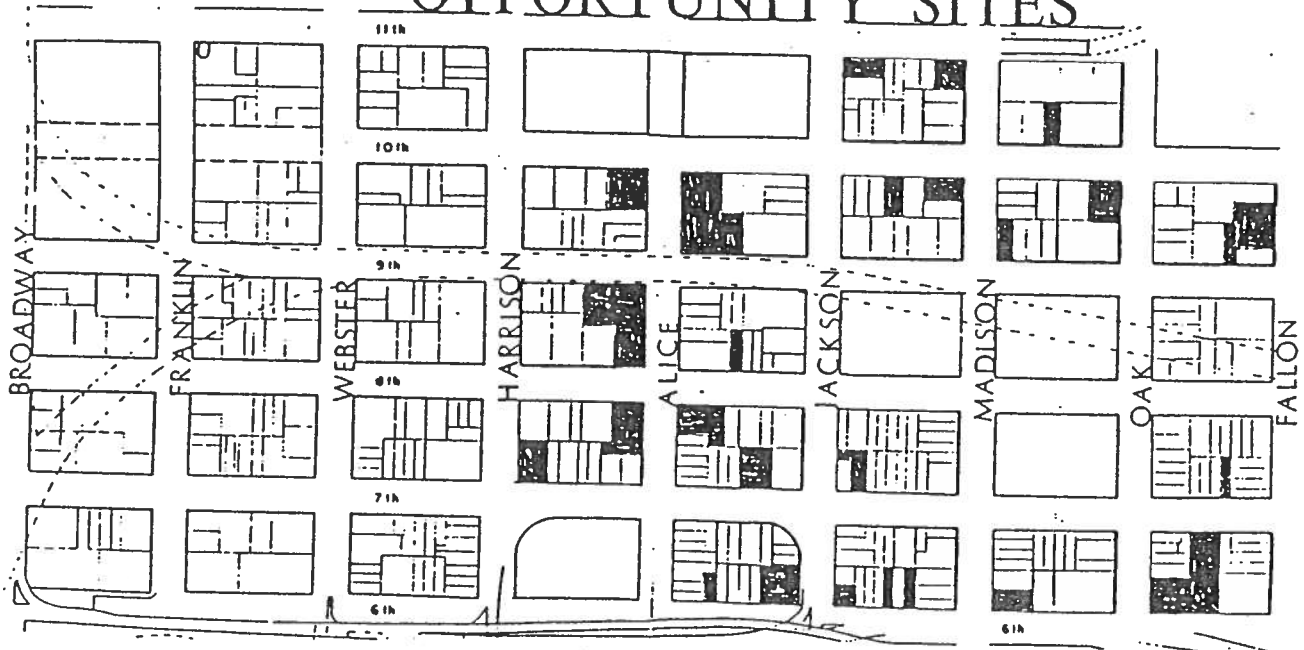 OPPORTUNITY SITES
11th
10th
9th
8th
7th
6th
6th
BROADWAY
FRANKLIN
WEBSTER
HARRISON
ALICE
JACKSON
MADISON
OAK
FALLON